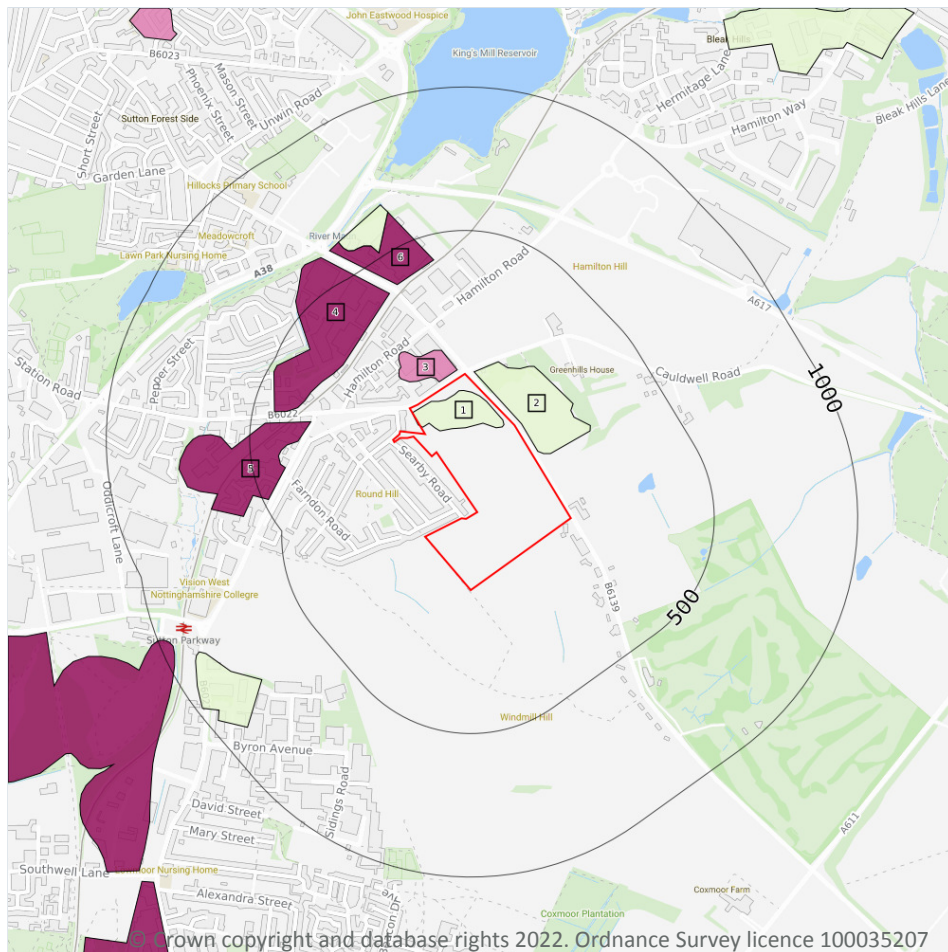 John Eastwood Hospice
B6023
King's Mill Reservoir
Bleak Hills
Mason Street
Phoenix Street
Unwin Road
Hermitage Lane
Sutton Forest Side
Short Street
Hamilton Way
Bleak Hills Lane
Garden Lane
Hillocks Primary School
Meadowcroft
River Ma
Lawn Park Nursing Home
A38
6
Hamilton Road
Hamilton Hill
A617
4
Pepper Street
Station Road
Hamilton Road
3
Greenhills House
Cauldwell Road
1000
B6022
1
2
5
Searby Road
Farndon Road
Round Hill
Oddicroft Lane
Vision West
Nottinghamshire Collegre
B6139
500
Sutton Parkway
Windmill Hill
Byron Avenue
Sidings Road
David Street
Mary Street
A611
Southwell Lane
Nursing Home
Alexandra Street
Coxmoor Farm
Coxmoor Plantation
© Crown copyright and database rights 2022. Ordnance Survey licence 100035207